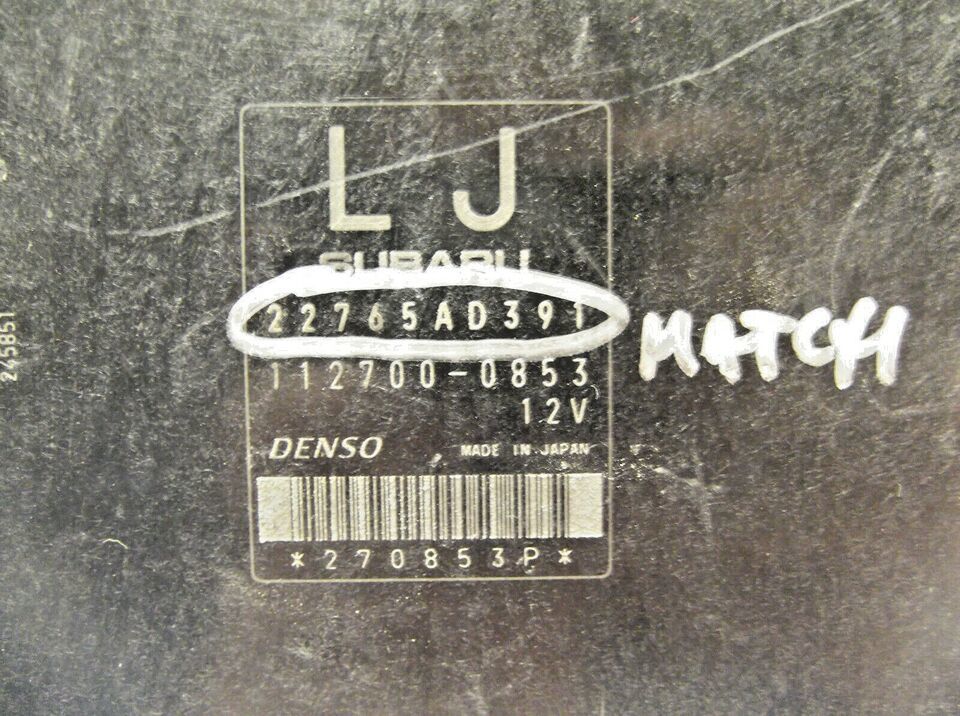 L J
SUBARU
22765AD391
MATCH
112700-0853
12V
DENSO MADE IN JAPAN
*270853P*
245851